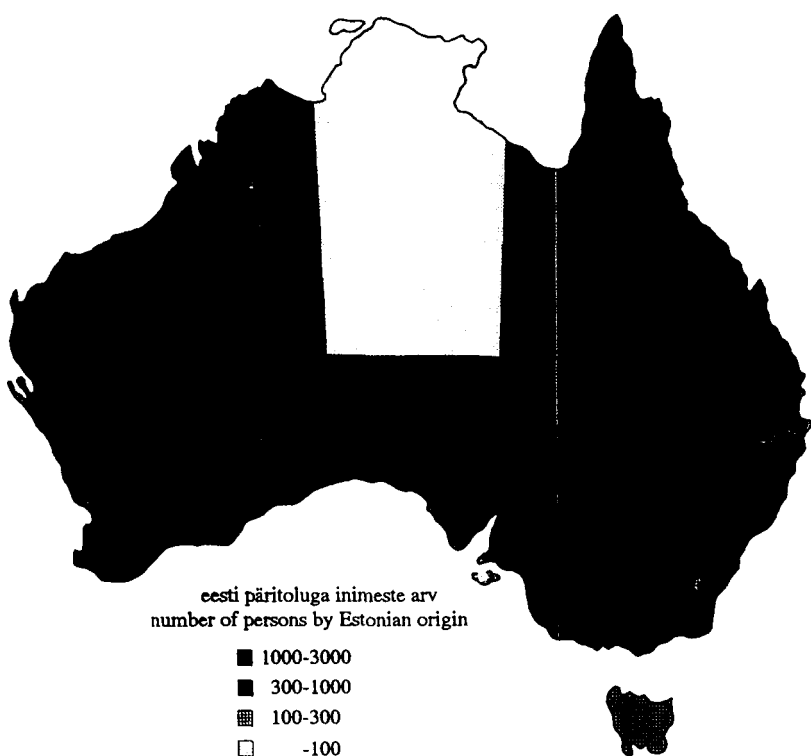 eesti päritoluga inimeste arv
number of persons by Estonian origin
1000-3000
300-1000
100-300
-100